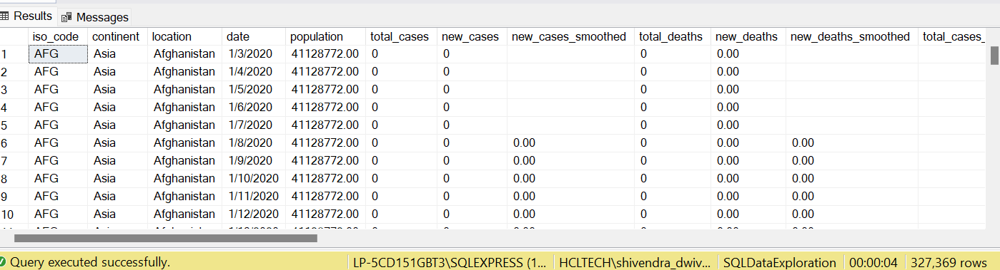 Results Messages
iso_code continent location date population total_cases new_cases new_cases_smoothed total_deaths new_deaths new_deaths_smoothed total_cases_
1 AFG Asia Afghanistan 1/3/2020 41128772.00 0 0 0 0.00
2 AFG Asia Afghanistan 1/4/2020 41128772.00 0 0 0 0.00
3 AFG Asia Afghanistan 1/5/2020 41128772.00 0 0 0 0.00
4 AFG Asia Afghanistan 1/6/2020 41128772.00 0 0 0 0.00
5 AFG Asia Afghanistan 1/7/2020 41128772.00 0 0 0 0.00
6 AFG Asia Afghanistan 1/8/2020 41128772.00 0 0 0.00 0 0.00 0.00
7 AFG Asia Afghanistan 1/9/2020 41128772.00 0 0 0.00 0 0.00 0.00
8 AFG Asia Afghanistan 1/10/2020 41128772.00 0 0 0.00 0 0.00 0.00
9 AFG Asia Afghanistan 1/11/2020 41128772.00 0 0 0.00 0 0.00 0.00
10 AFG Asia Afghanistan 1/12/2020 41128772.00 0 0 0.00 0 0.00 0.00
Query executed successfully. LP-5CD151GBT3\SQLEXPRESS (1... HCLTECH\shivendra_dwiv... SQLDataExploration 00:00:04 327,369 rows